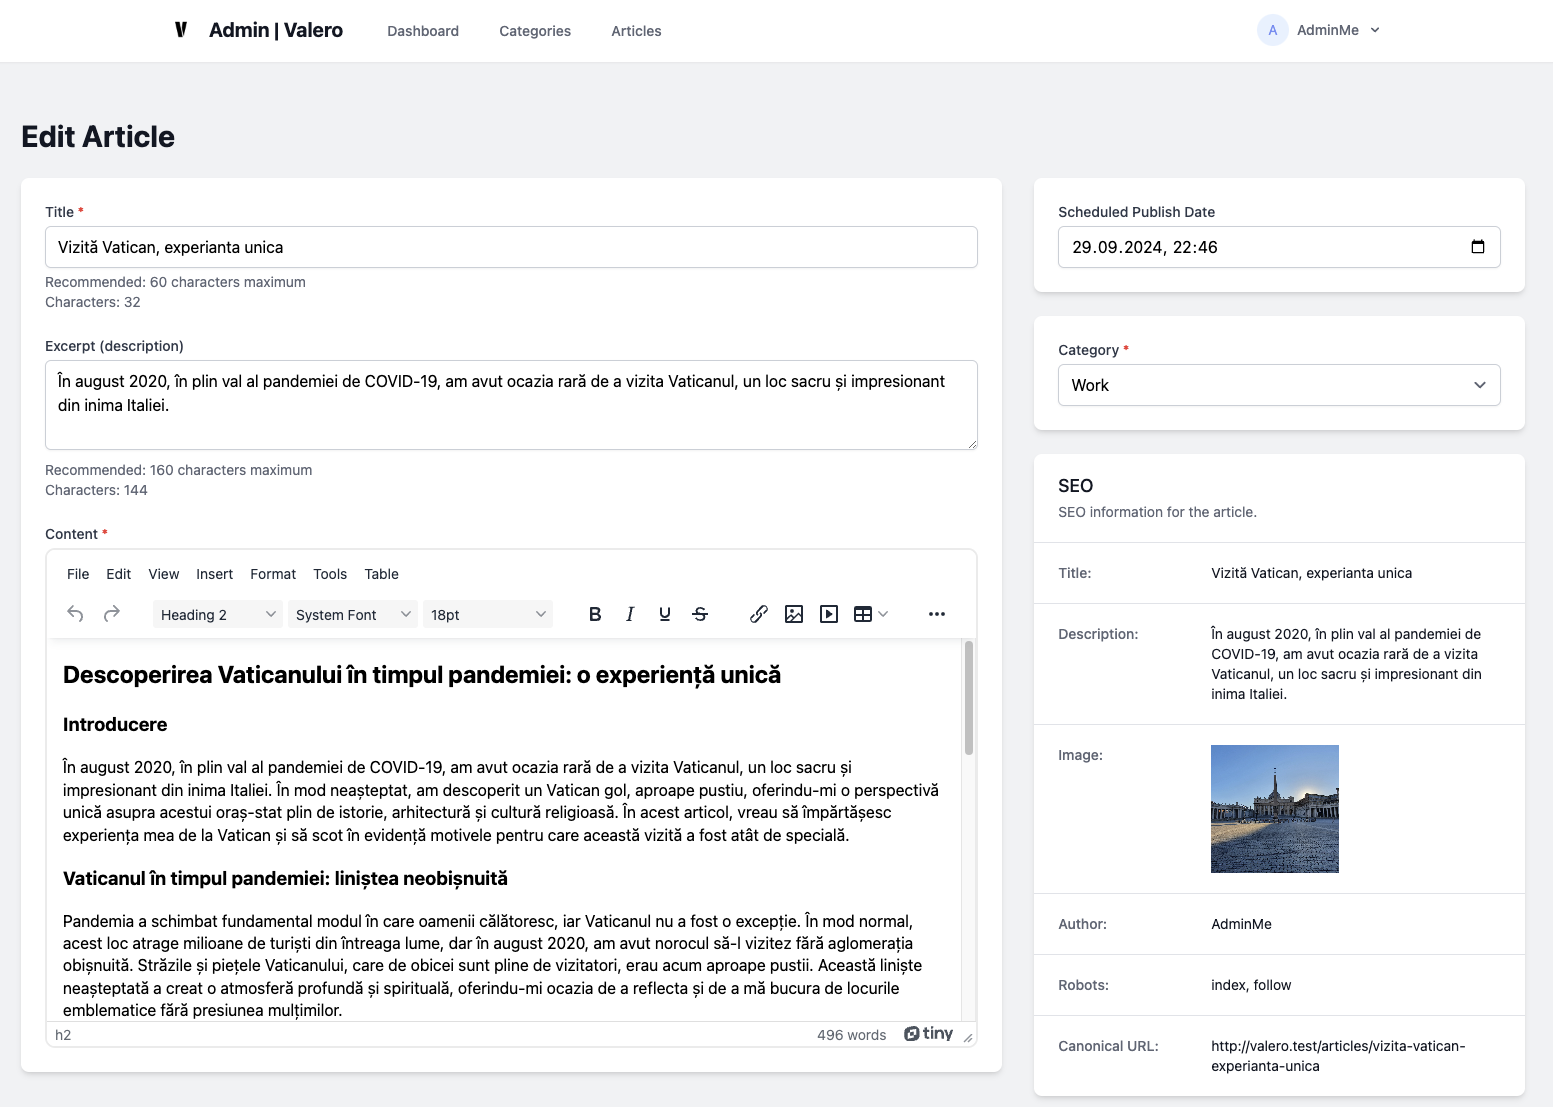 V Admin | Valero Dashboard Categories Articles A AdminMe
Edit Article
Title *
Vizită Vatican, experianta unica
Recommended: 60 characters maximum
Characters: 32
Excerpt (description)
În august 2020, în plin val al pandemiei de COVID-19, am avut ocazia rară de a vizita Vaticanul, un loc sacru și impresionant
din inima Italiei.
Recommended: 160 characters maximum
Characters: 144
Content *
File Edit View Insert Format Tools Table
Heading 2 System Font 18pt B I U S
Descoperirea Vaticanului în timpul pandemiei: o experiență unică
Introducere
În august 2020, în plin val al pandemiei de COVID-19, am avut ocazia rară de a vizita Vaticanul, un loc sacru și
impresionant din inima Italiei. În mod neașteptat, am descoperit un Vatican gol, aproape pustiu, oferindu-mi o perspectivă
unică asupra acestui oraș-stat plin de istorie, arhitectură și cultură religioasă. În acest articol, vreau să împărtășesc
experiența mea de la Vatican și să scot în evidență motivele pentru care această vizită a fost atât de specială.
Vaticanul în timpul pandemiei: liniștea neobișnuită
Pandemia a schimbat fundamental modul în care oamenii călătoresc, iar Vaticanul nu a fost o excepție. În mod normal,
acest loc atrage milioane de turiști din întreaga lume, dar în august 2020, am avut norocul să-l vizitez fără aglomerația
obișnuită. Străzile și piețele Vaticanului, care de obicei sunt pline de vizitatori, erau acum aproape pustii. Această liniște
neașteptată a creat o atmosferă profundă și spirituală, oferindu-mi ocazia de a reflecta și de a mă bucura de locurile
emblematice fără presiunea mulțimilor.
h2 496 words tiny
Scheduled Publish Date
29.09.2024, 22:46
Category *
Work
SEO
SEO information for the article.
Title: Vizită Vatican, experianta unica
Description: În august 2020, în plin val al pandemiei de
COVID-19, am avut ocazia rară de a vizita
Vaticanul, un loc sacru și impresionant din
inima Italiei.
Image:
Author: AdminMe
Robots: index, follow
Canonical URL: http://valero.test/articles/vizita-vatican-
experianta-unica